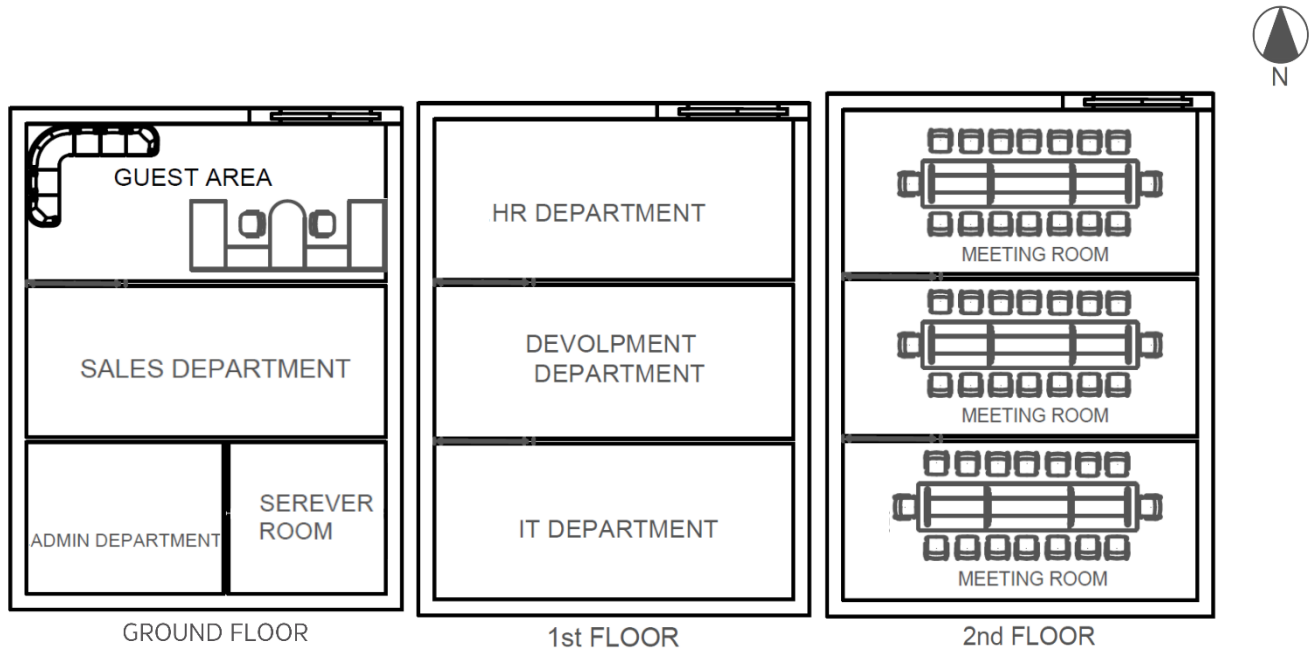 N
GUEST AREA
SALES DEPARTMENT
ADMIN DEPARTMENT
SEREVER
ROOM
GROUND FLOOR
HR DEPARTMENT
DEVOLPMENT
DEPARTMENT
IT DEPARTMENT
1st FLOOR
MEETING ROOM
MEETING ROOM
MEETING ROOM
2nd FLOOR